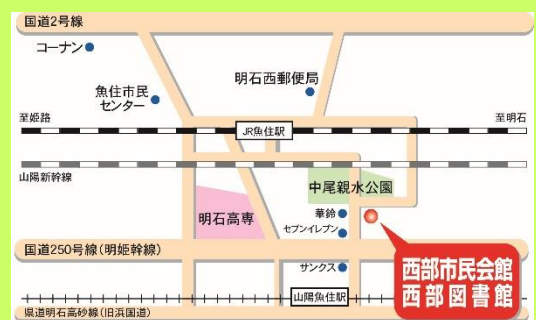 国道2号線
コーナン
明石西郵便局
魚住市民
センター
至姫路
JR魚住駅
至明石
山陽新幹線
中尾親水公園
明石高専
華鈴
セブンイレブン
国道250号線(明姫幹線)
西部市民会館
西部図書館
サンクス
山陽魚住駅
県道明石高砂線(旧浜国道)